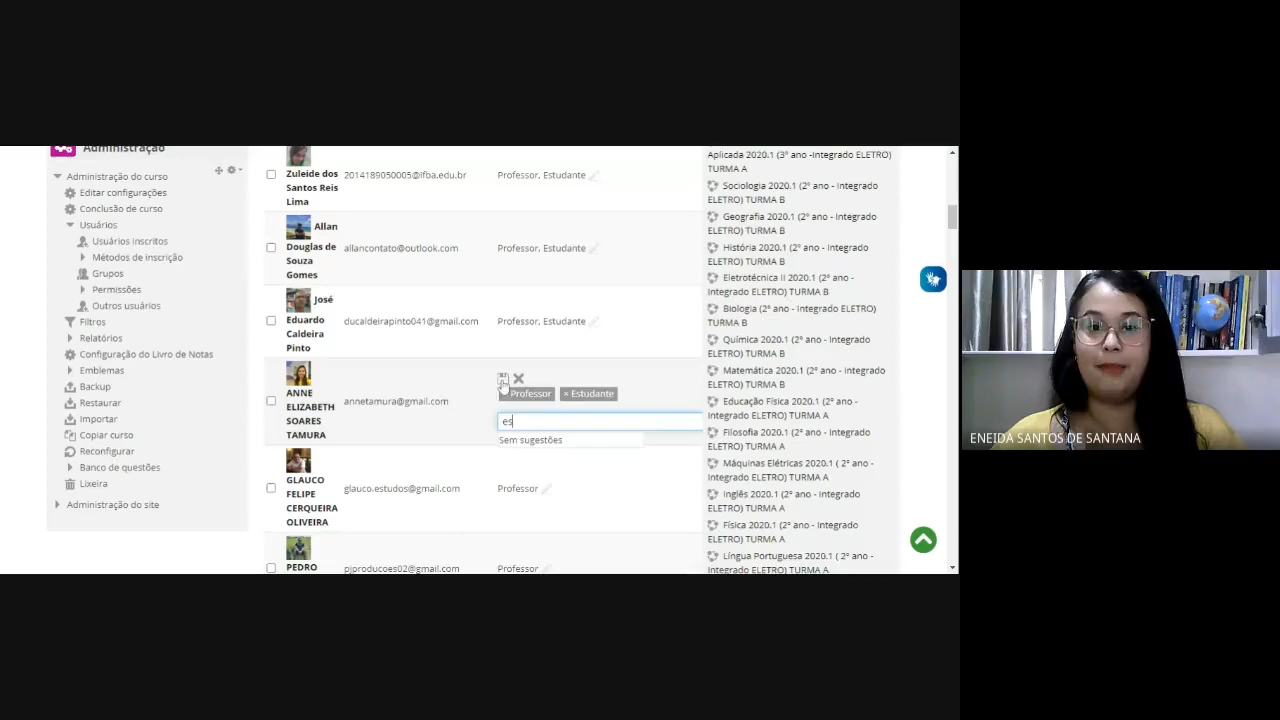 Administração
Administração do curso
Editar configurações
Conclusão de curso
Usuários
Usuários inscritos
Métodos de inscrição
Grupos
Permissões
Outros usuários
Filtros
Relatórios
Configuração do Livro de Notas
Emblemas
Backup
Restaurar
Importar
Copiar curso
Reconfigurar
Banco de questões
Lixeira
Administração do site
Zuleide dos
Santos Reis
Lima
2014189050005@ifba.edu.br
Professor, Estudante
Allan
Douglas de
Souza
Gomes
allancontato@outlook.com
Professor, Estudante
José
Eduardo
Caldeira
Pinto
ducaldeirapinto041@gmail.com
Professor, Estudante
ANNE
ELIZABETH
SOARES
TAMURA
annetamura@gmail.com
Professor × Estudante
es
Sem sugestões
GLAUCO
FELIPE
CERQUEIRA
OLIVEIRA
glauco.estudos@gmail.com
Professor
PEDRO
pjproducoes02@gmail.com
Professor
Aplicada 2020.1 (3º ano -Integrado ELETRO)
TURMA A
Sociologia 2020.1 (2º ano - Integrado
ELETRO) TURMA B
Geografia 2020.1 (2º ano - Integrado
ELETRO) TURMA B
História 2020.1 (2º ano - Integrado
ELETRO) TURMA B
Eletrotécnica II 2020.1 (2º ano -
Integrado ELETRO) TURMA B
Biologia (2º ano - Integrado ELETRO)
TURMA B
Química 2020.1 (2º ano - Integrado
ELETRO) TURMA B
Matemática 2020.1 (2º ano - Integrado
ELETRO) TURMA B
Educação Física 2020.1 (2º ano -
Integrado ELETRO) TURMA A
Filosofia 2020.1 (2º ano - Integrado
ELETRO) TURMA A
Máquinas Elétricas 2020.1 ( 2º ano -
Integrado ELETRO) TURMA A
Inglês 2020.1 (2º ano - Integrado
ELETRO) TURMA A
Física 2020.1 (2º ano - Integrado
ELETRO) TURMA A
Língua Portuguesa 2020.1 ( 2º ano -
Integrado ELETRO) TURMA A
ENEIDA SANTOS DE SANTANA